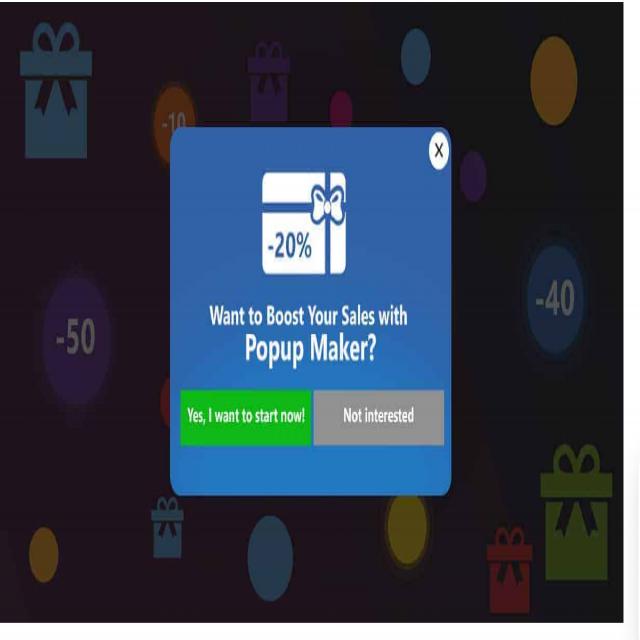 -10
X
-20%
-40
Want to Boost Your Sales with
-50
Popup Maker?
Yes, I want to start now!
Not interested